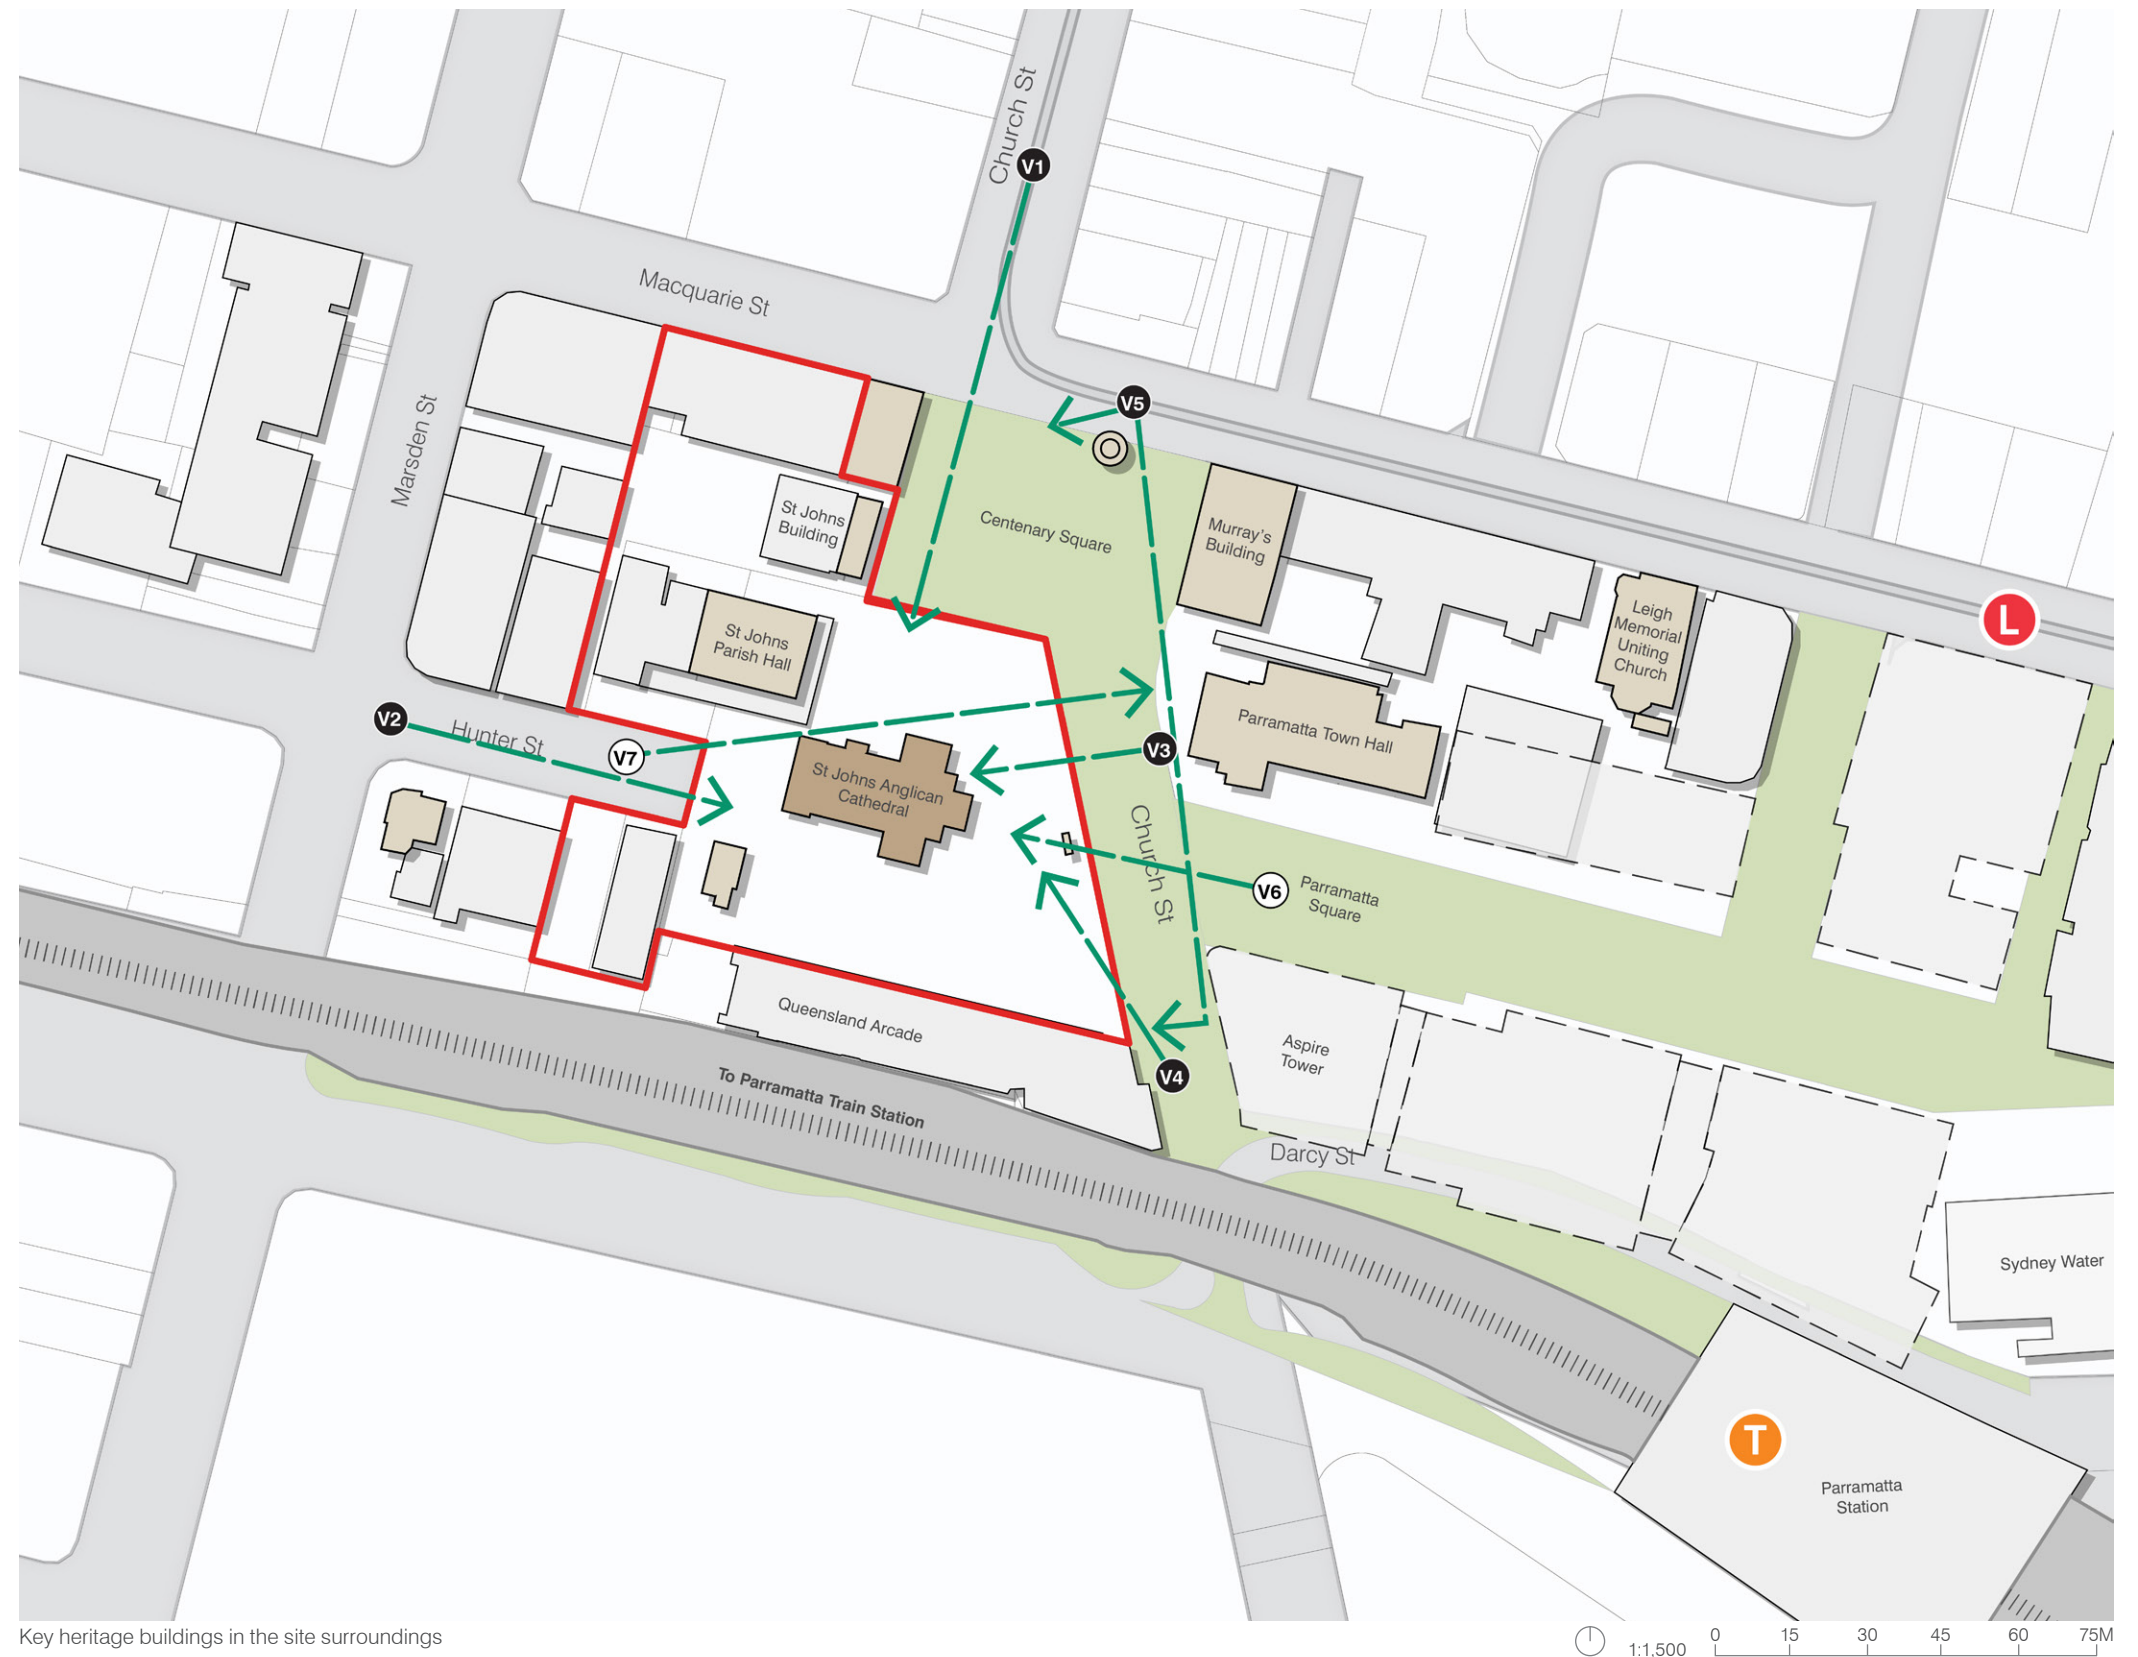 Church St
V1
Macquarie St
Marsden St
V5
St Johns
Building
Centenary Square
Murray's
Building
Leigh
Memorial
Uniting
Church
L
St Johns
Parish Hall
V2
Hunter St
V7
V3
Parramatta Town Hall
St Johns Anglican
Cathedral
Church St
V6
Parramatta
Square
Queensland Arcade
Aspire
Tower
V4
To Parramatta Train Station
Darcy St
Sydney Water
T
Parramatta
Station
Key heritage buildings in the site surroundings
1:1,500
0 15 30 45 60 75M